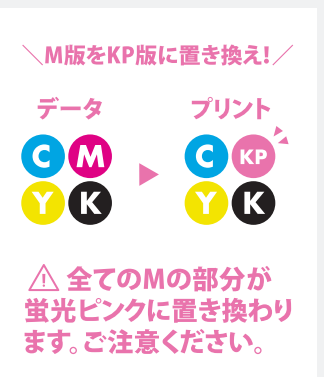 ＼M版をKP版に置き換え!／
データ プリント
C M ▶ C KP
Y K Y K
⚠ 全てのMの部分が
蛍光ピンクに置き換わり
ます。ご注意ください。